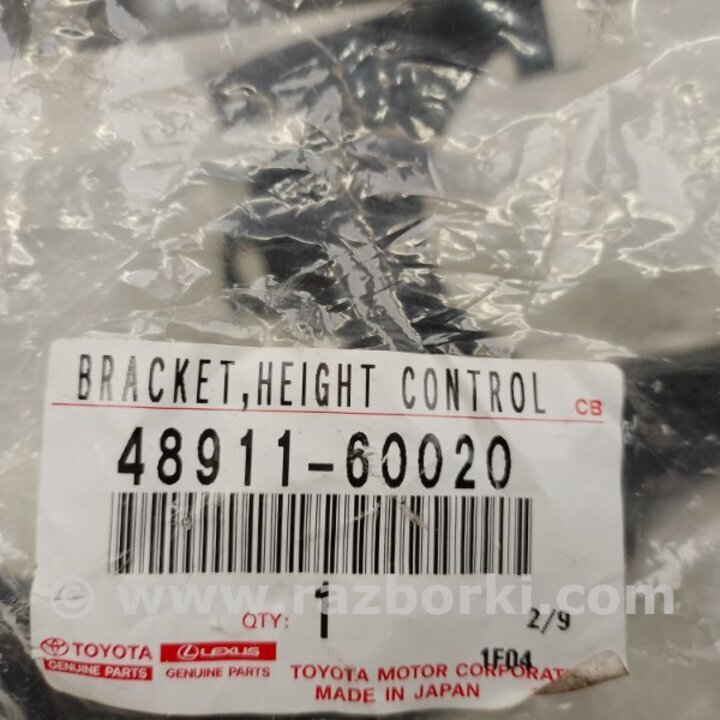 BRACKET,HEIGHT CONTROL CB
48911-60020
© www.razborki.com
QTY: 1 2/9
TOYOTA LEXUS 1F04
GENUINE PARTS GENUINE PARTS TOYOTA MOTOR CORPORAT
MADE IN JAPAN